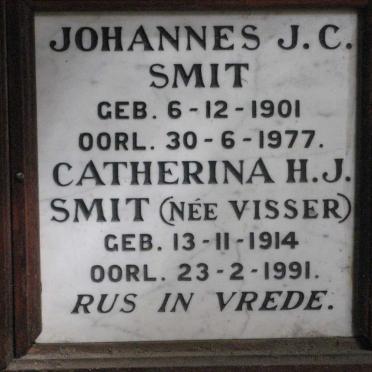 JOHANNES J. C.
SMIT
GEB. 6-12-1901
OORL. 30-6-1977.
CATHERINA H.J.
SMIT (NÉE VISSER)
GEB. 13-11-1914
OORL. 23-2-1991.
RUS IN VREDE.